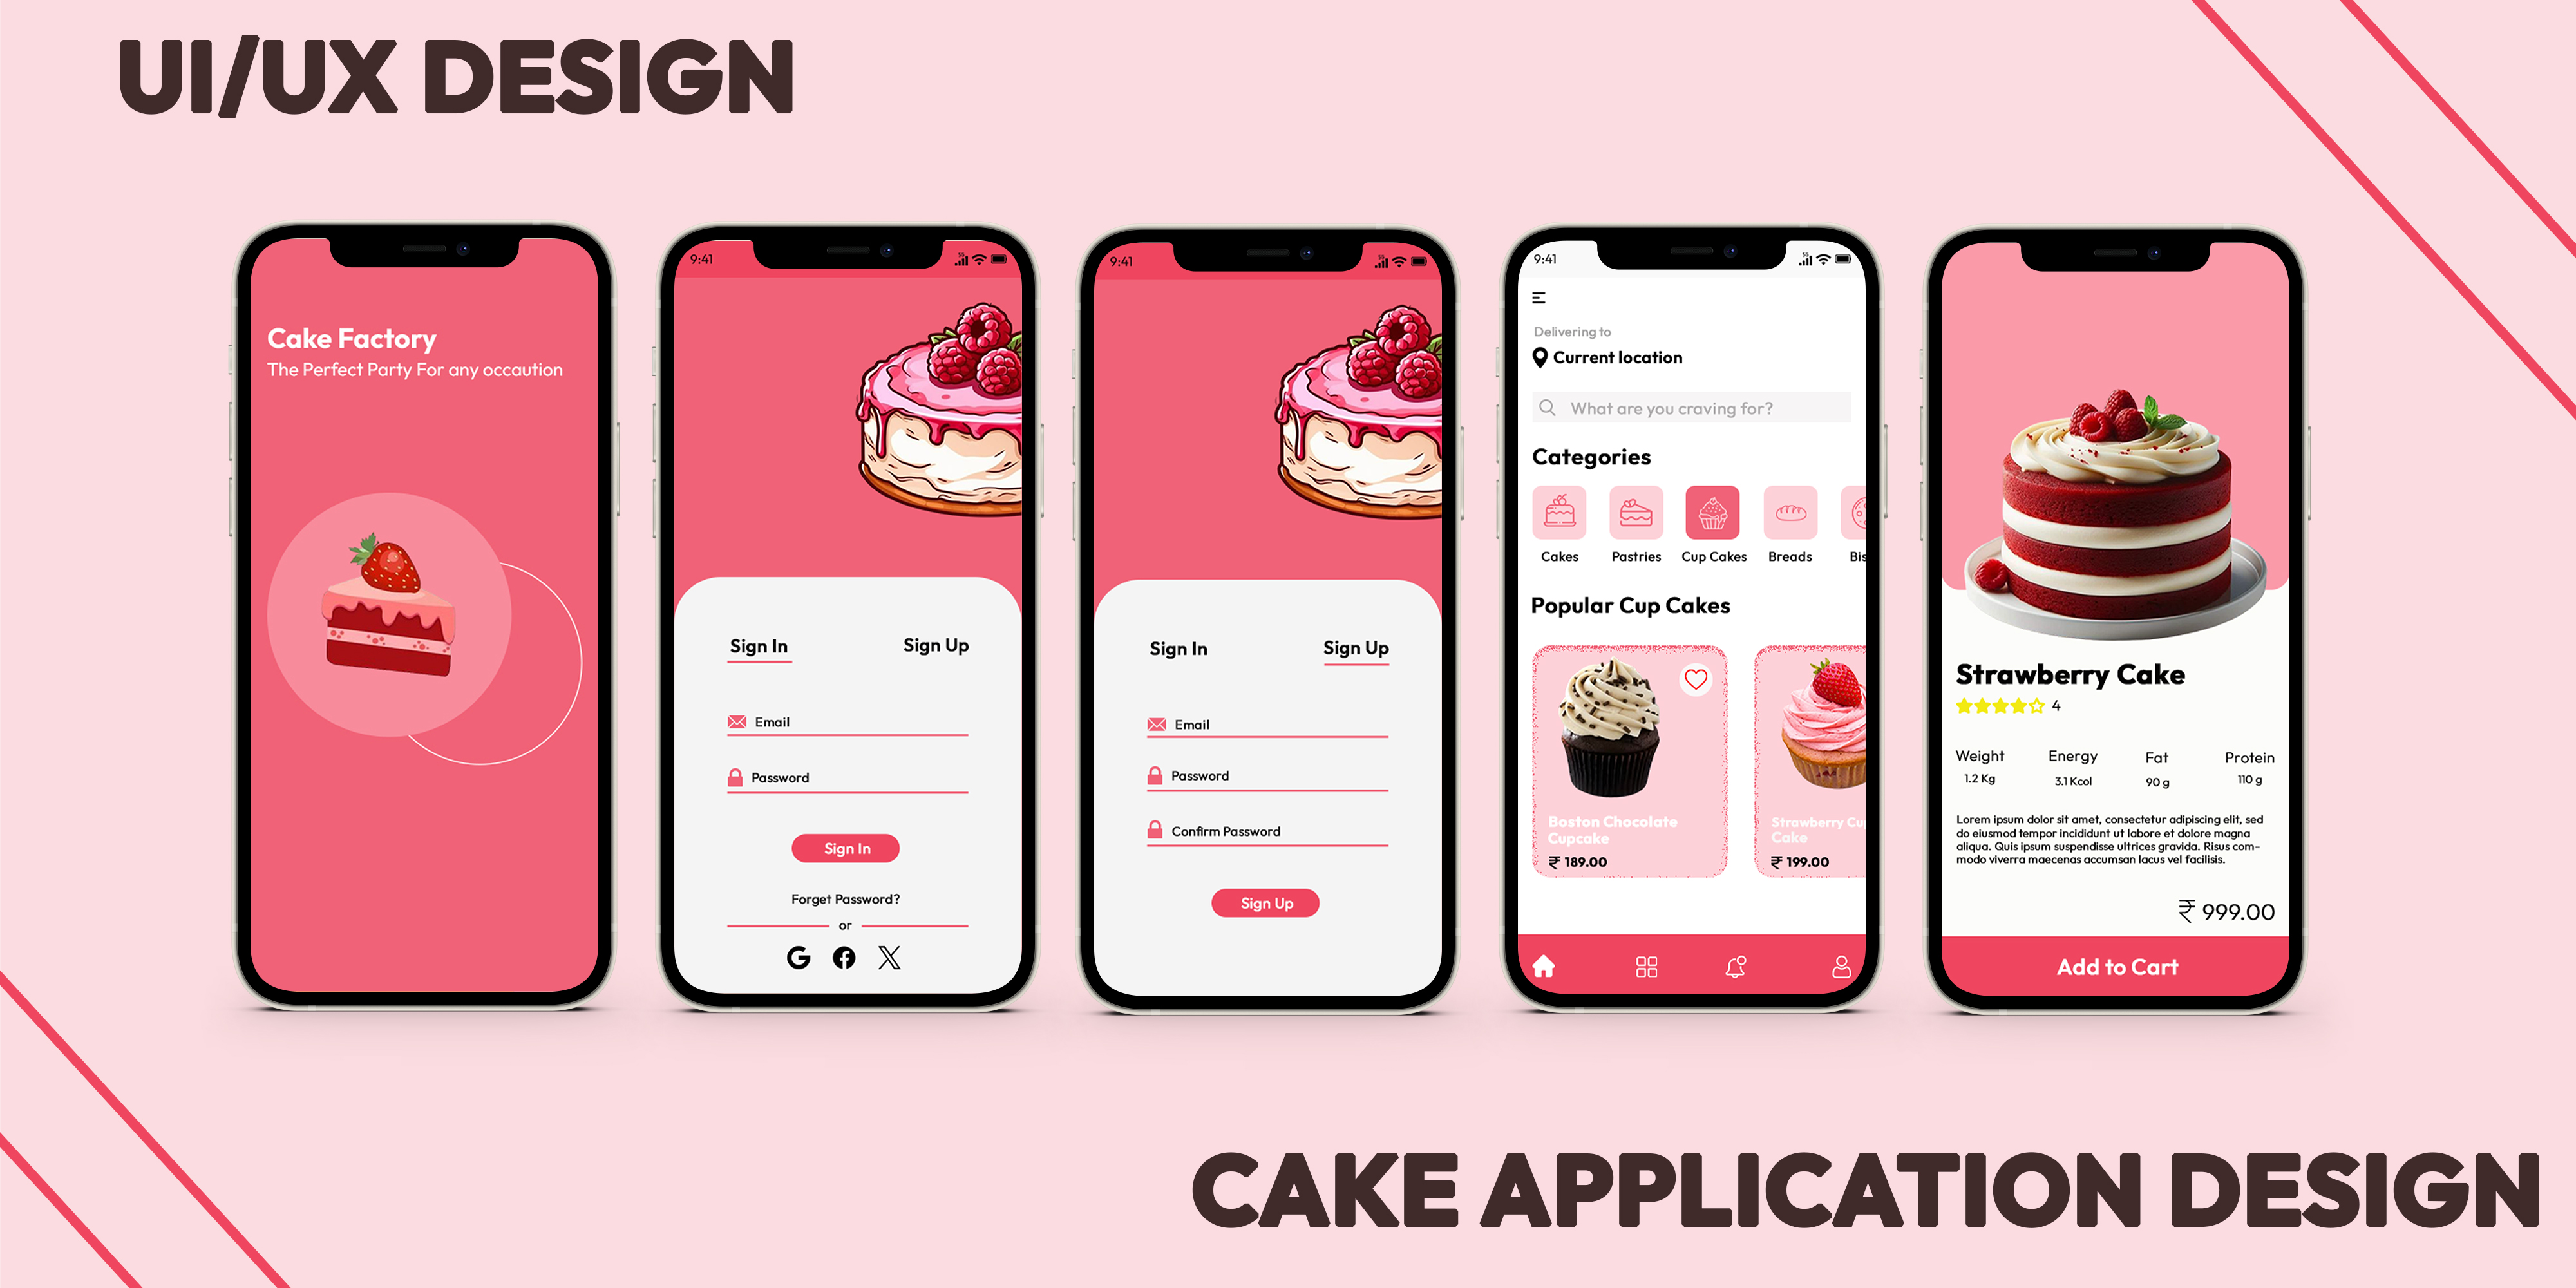 UI/UX DESIGN
Cake Factory
The Perfect Party For any occaution
9:41
5G
Sign In
Sign Up
Email
Password
Sign In
Forget Password?
or
9:41
5G
Sign In
Sign Up
Email
Password
Confirm Password
Sign Up
9:41
5G
Delivering to
Current location
What are you craving for?
Categories
Cakes
Pastries
Cup Cakes
Breads
Bis
Popular Cup Cakes
Boston Chocolate
Cupcake
₹ 189.00
Strawberry Cu
Cake
₹ 199.00
Strawberry Cake
4
Weight
Energy
Fat
Protein
1.2 Kg
3.1 Kcol
90 g
110 g
Lorem ipsum dolor sit amet, consectetur adipiscing elit, sed
do eiusmod tempor incididunt ut labore et dolore magna
aliqua. Quis ipsum suspendisse ultrices gravida. Risus com-
modo viverra maecenas accumsan lacus vel facilisis.
₹ 999.00
Add to Cart
CAKE APPLICATION DESIGN